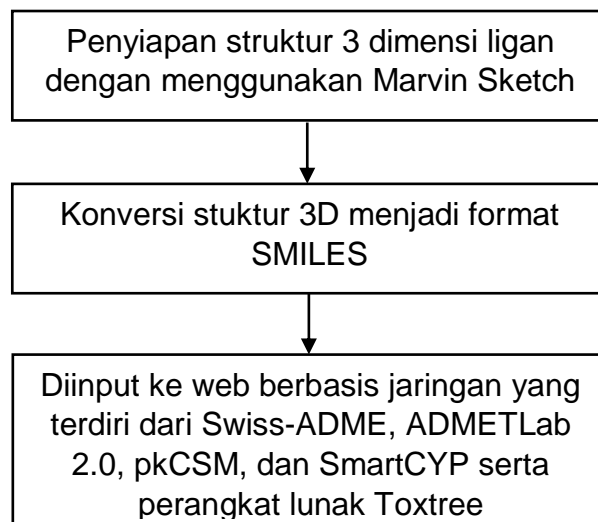 Penyiapan struktur 3 dimensi ligan
dengan menggunakan Marvin Sketch
Konversi stuktur 3D menjadi format
SMILES
Diinput ke web berbasis jaringan yang
terdiri dari Swiss-ADME, ADMETLab
2.0, pkCSM, dan SmartCYP serta
perangkat lunak Toxtree